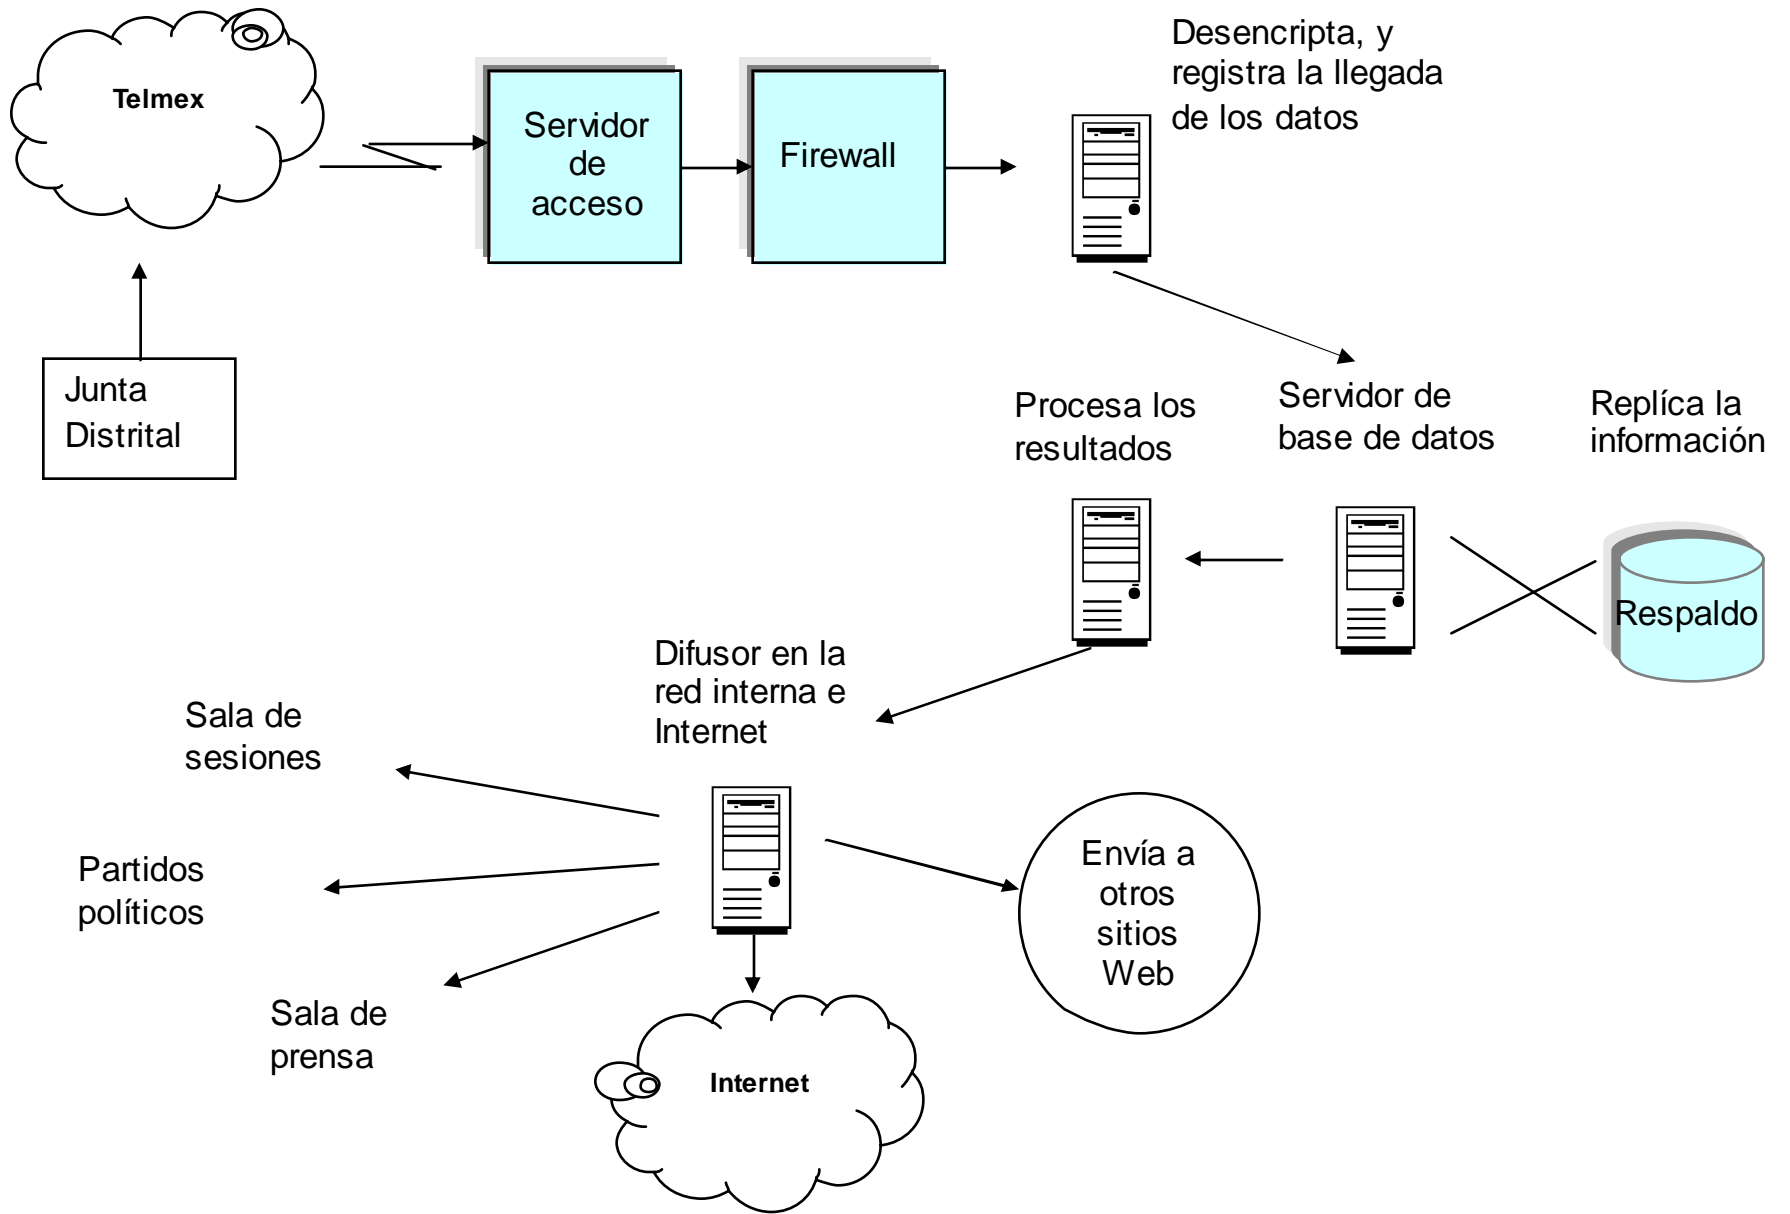 Telmex
Servidor
de
acceso
Firewall
Desencripta, y
registra la llegada
de los datos
Junta
Distrital
Procesa los
resultados
Servidor de
base de datos
Replíca la
información
Respaldo
Difusor en la
red interna e
Internet
Sala de
sesiones
Partidos
políticos
Sala de
prensa
Envía a
otros
sitios
Web
Internet